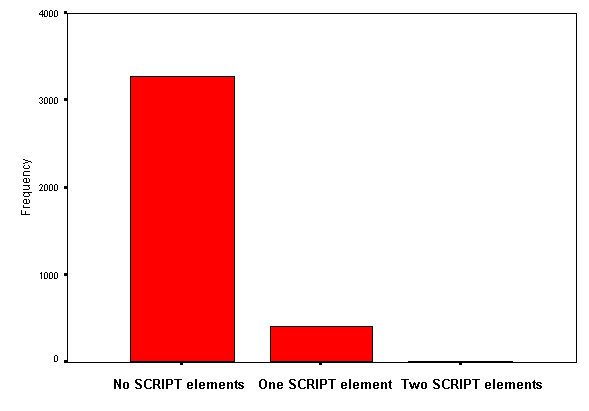 4000
3000
2000
1000
0
Frequency
No SCRIPT elements
One SCRIPT element
Two SCRIPT elements